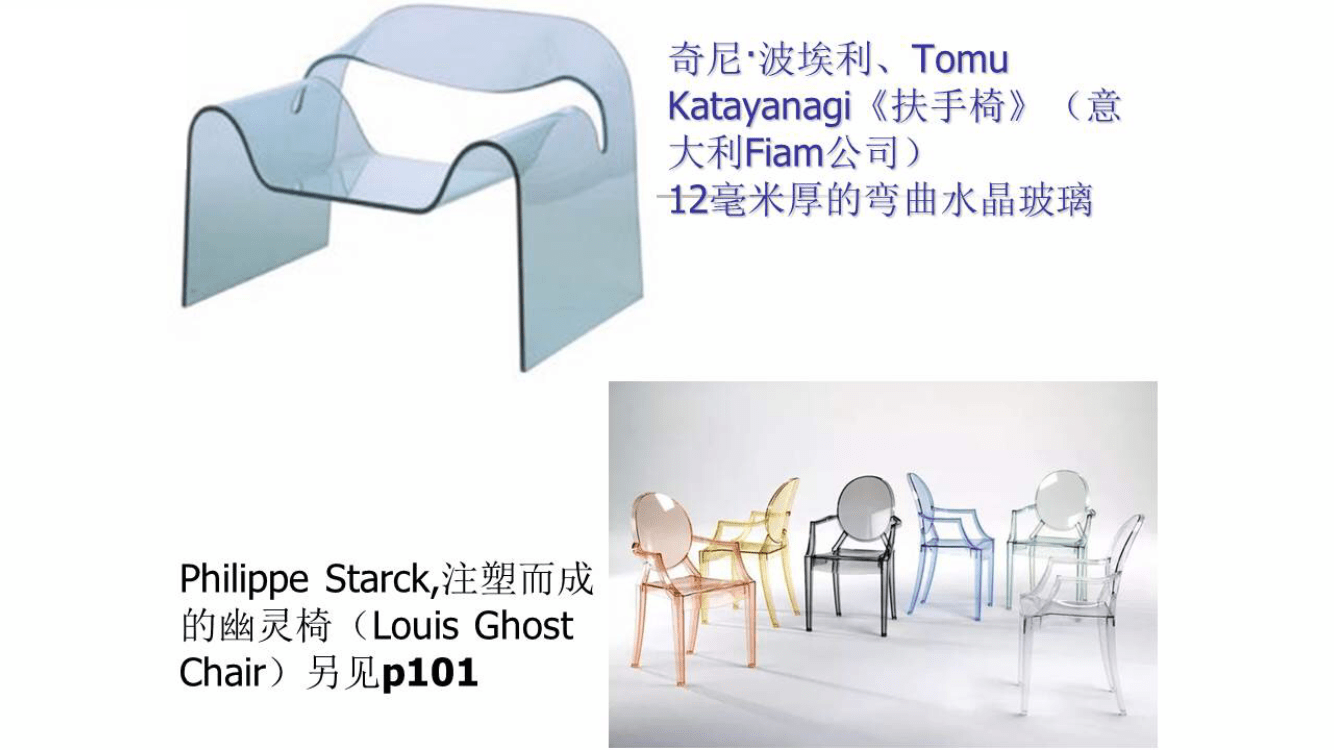 奇尼·波埃利、Tomu
Katayanagi《扶手椅》（意
大利Fiam公司）
12毫米厚的弯曲水晶玻璃
Philippe Starck,注塑而成
的幽灵椅（Louis Ghost
Chair）另见p101